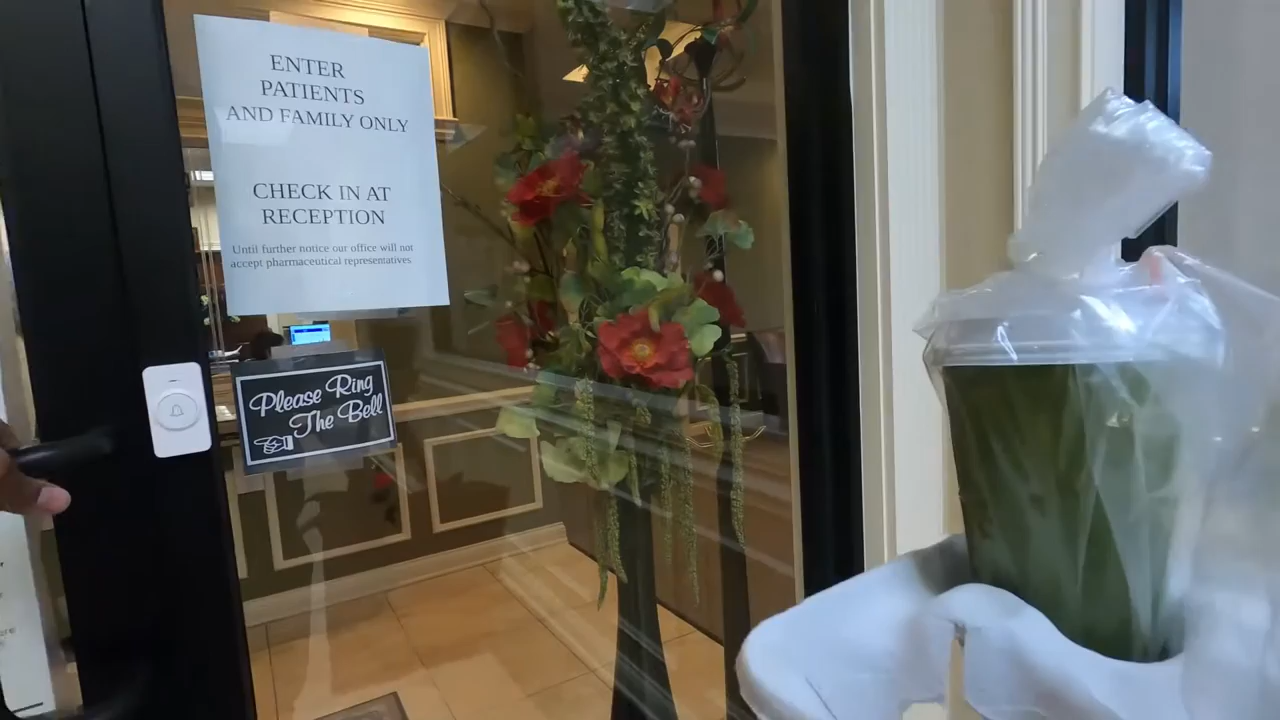 ENTER
PATIENTS
AND FAMILY ONLY
CHECK IN AT
RECEPTION
Until further notice our office will not
accept pharmaceutical representatives
Please Ring
The Bell